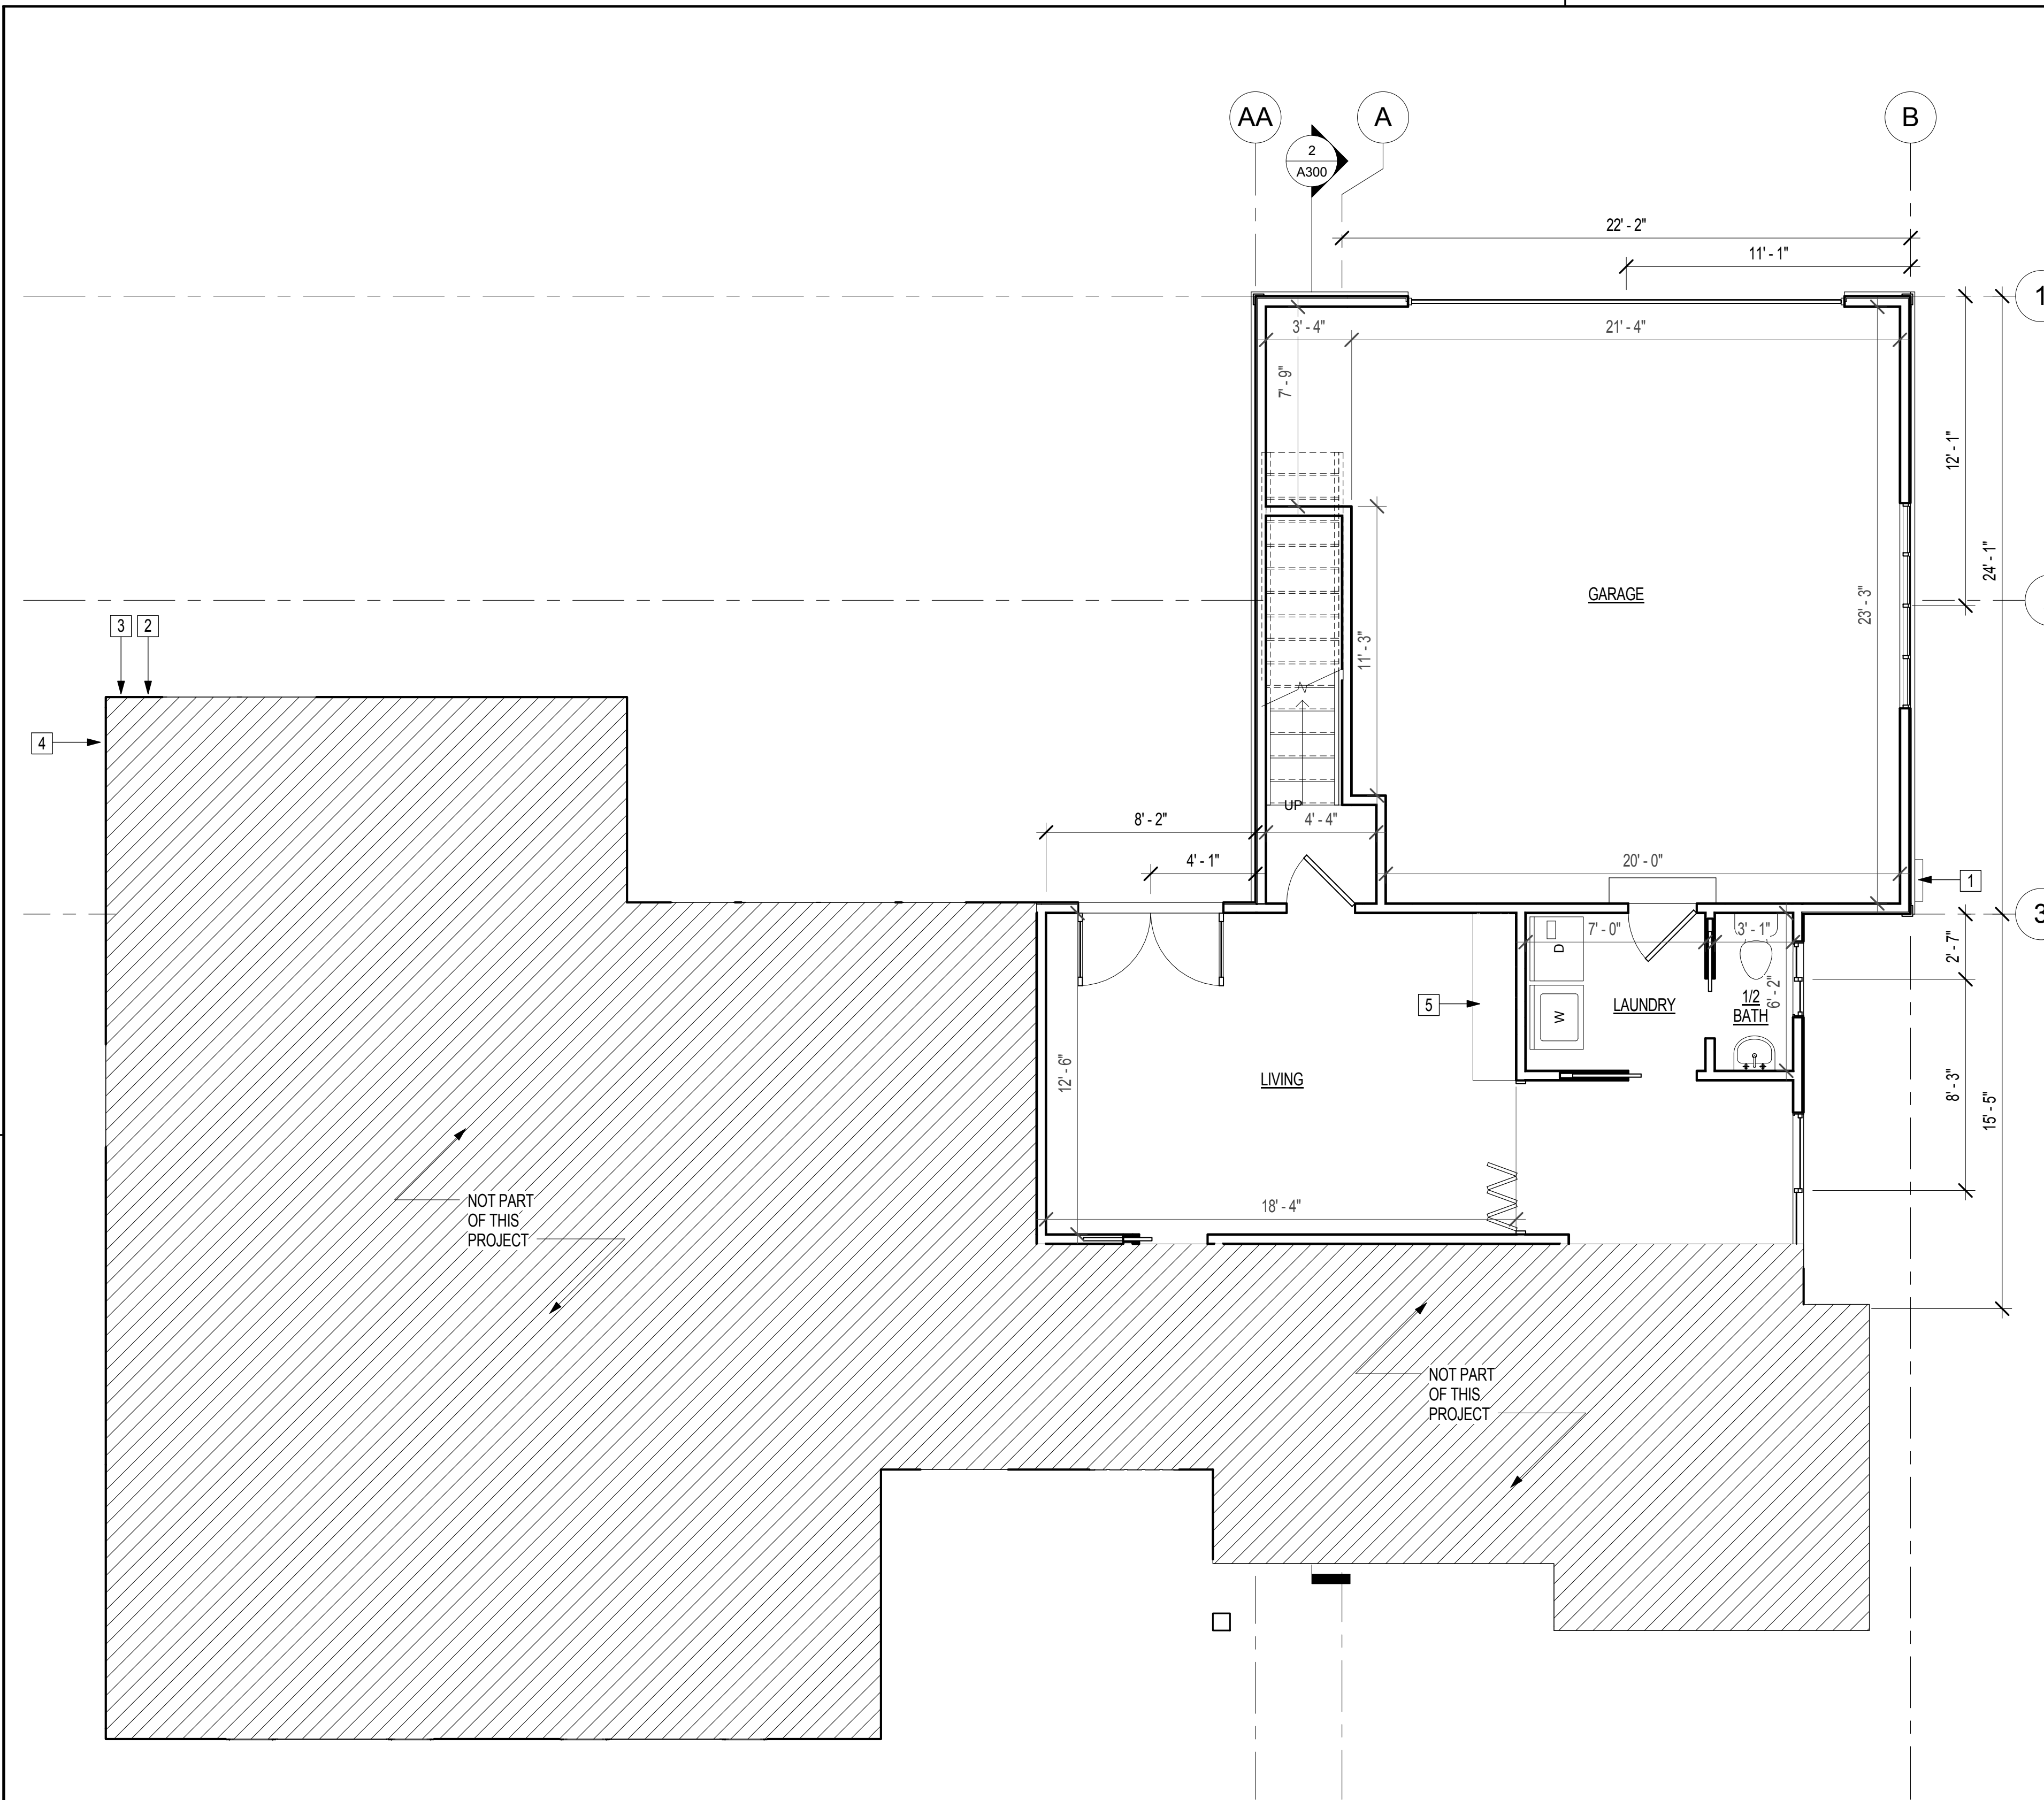 AA
A
B
2
A300
22' - 2"
11' - 1"
1
3' - 4"
21' - 4"
7' - 9"
12' - 1"
24' - 1"
GARAGE
23' - 3"
3
2
11' - 3"
4
UP
8' - 2"
4' - 4"
4' - 1"
20' - 0"
1
3
7' - 0"
3' - 1"
D
2' - 7"
6' - 2"
5
LAUNDRY
1/2
BATH
W
12' - 6"
LIVING
8' - 3"
15' - 5"
NOT PART
OF THIS
PROJECT
18' - 4"
NOT PART
OF THIS
PROJECT